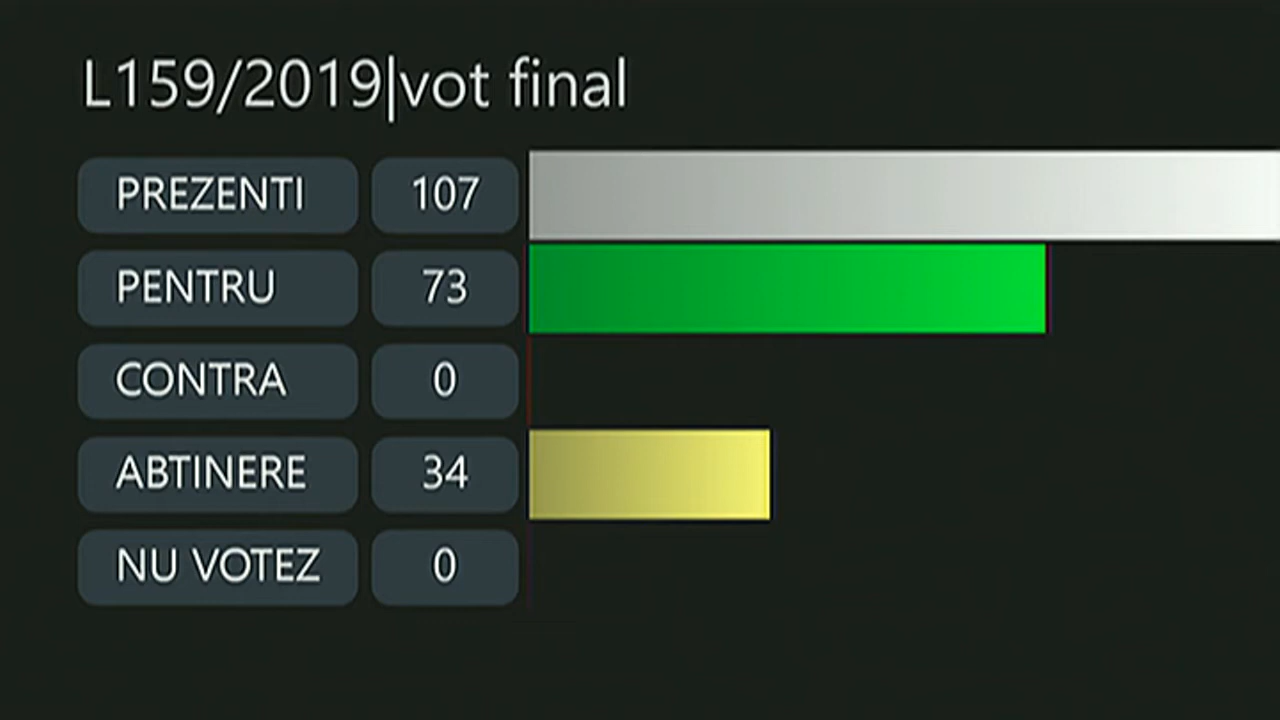 L159/2019|vot final
PREZENTI 107
PENTRU 73
CONTRA 0
ABTINERE 34
NU VOTEZ 0